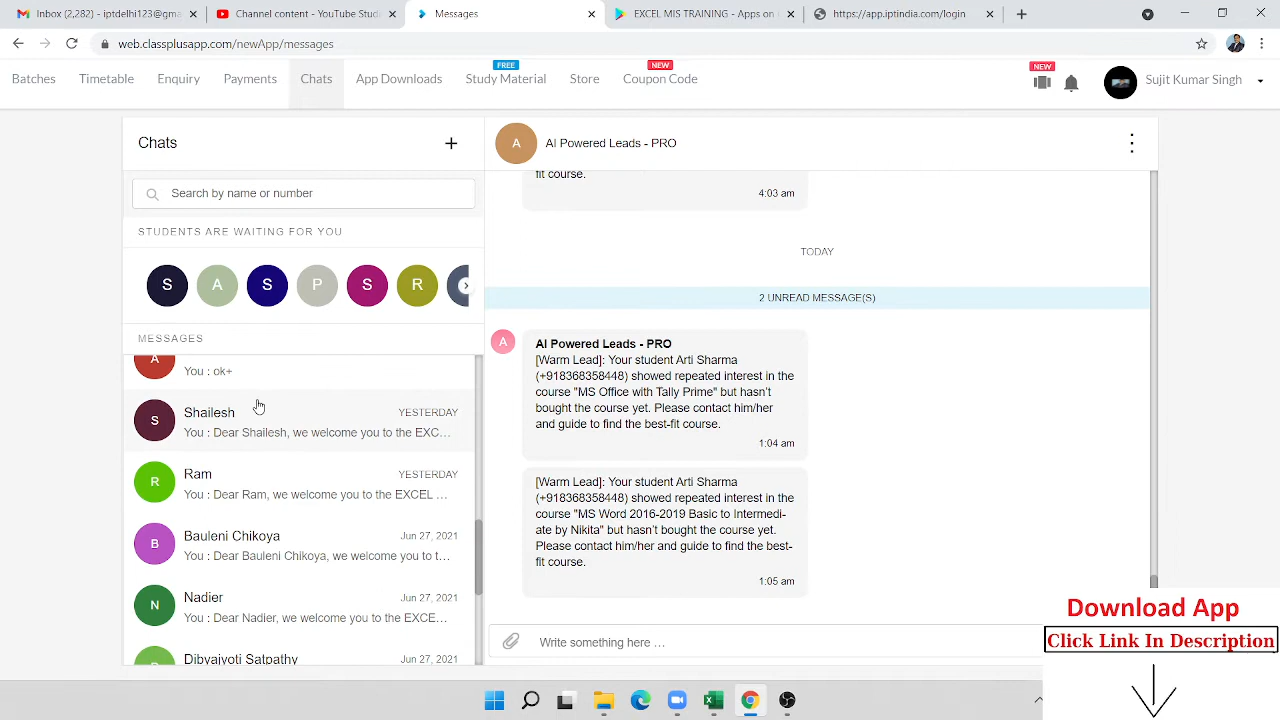 Inbox (2,282) - iptdelhi123@gma
Channel content - YouTube Stud
Messages
EXCEL MIS TRAINING - Apps on
https://app.iptindia.com/login
web.classplusapp.com/newApp/messages
FREE
NEW
NEW
Batches
Timetable
Enquiry
Payments
Chats
App Downloads
Study Material
Store
Coupon Code
Sujit Kumar Singh
Chats
A
AI Powered Leads - PRO
Search by name or number
STUDENTS ARE WAITING FOR YOU
S A S P S R
MESSAGES
A
You : ok+
S
Shailesh
YESTERDAY
You : Dear Shailesh, we welcome you to the EXC...
R
Ram
YESTERDAY
You : Dear Ram, we welcome you to the EXCEL ...
B
Bauleni Chikoya
Jun 27, 2021
You : Dear Bauleni Chikoya, we welcome you to t...
N
Nadier
Jun 27, 2021
You : Dear Nadier, we welcome you to the EXCE...
D
Dibyajyoti Satpathy
Jun 27, 2021
fit course.
4:03 am
TODAY
2 UNREAD MESSAGE(S)
A
AI Powered Leads - PRO
[Warm Lead]: Your student Arti Sharma
(+918368358448) showed repeated interest in the
course "MS Office with Tally Prime" but hasn't
bought the course yet. Please contact him/her
and guide to find the best-fit course.
1:04 am
[Warm Lead]: Your student Arti Sharma
(+918368358448) showed repeated interest in the
course "MS Word 2016-2019 Basic to Intermedi-
ate by Nikita" but hasn't bought the course yet.
Please contact him/her and guide to find the best-
fit course.
1:05 am
Write something here ...
Download App
Click Link In Description